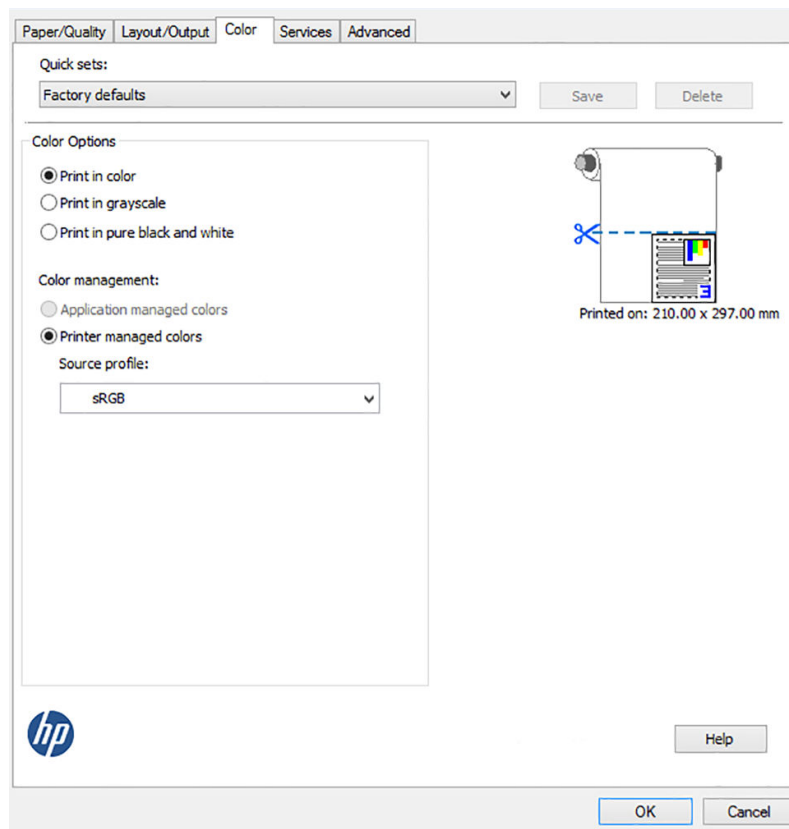 Paper/Quality Layout/Output Color Services Advanced
Quick sets:
Factory defaults Save Delete
Color Options
Print in color
Print in grayscale
Print in pure black and white
Color management:
Application managed colors
Printed on: 210.00 x 297.00 mm
Printer managed colors
Source profile:
sRGB
hp
Help
OK Cancel